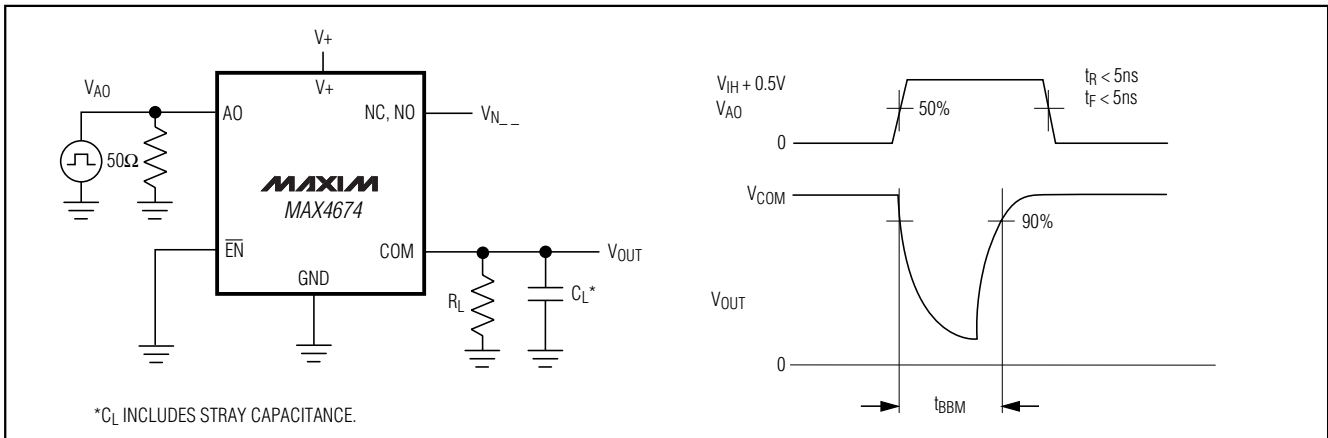 V+
V+
VAO
AO
NC, NO
VN_ _
50Ω
MAXIM
MAX4674
EN
COM
VOUT
GND
RL
CL*
*CL INCLUDES STRAY CAPACITANCE.
VIH + 0.5V
VAO
0
50%
tR < 5ns
tF < 5ns
VCOM
90%
VOUT
0
tBBM